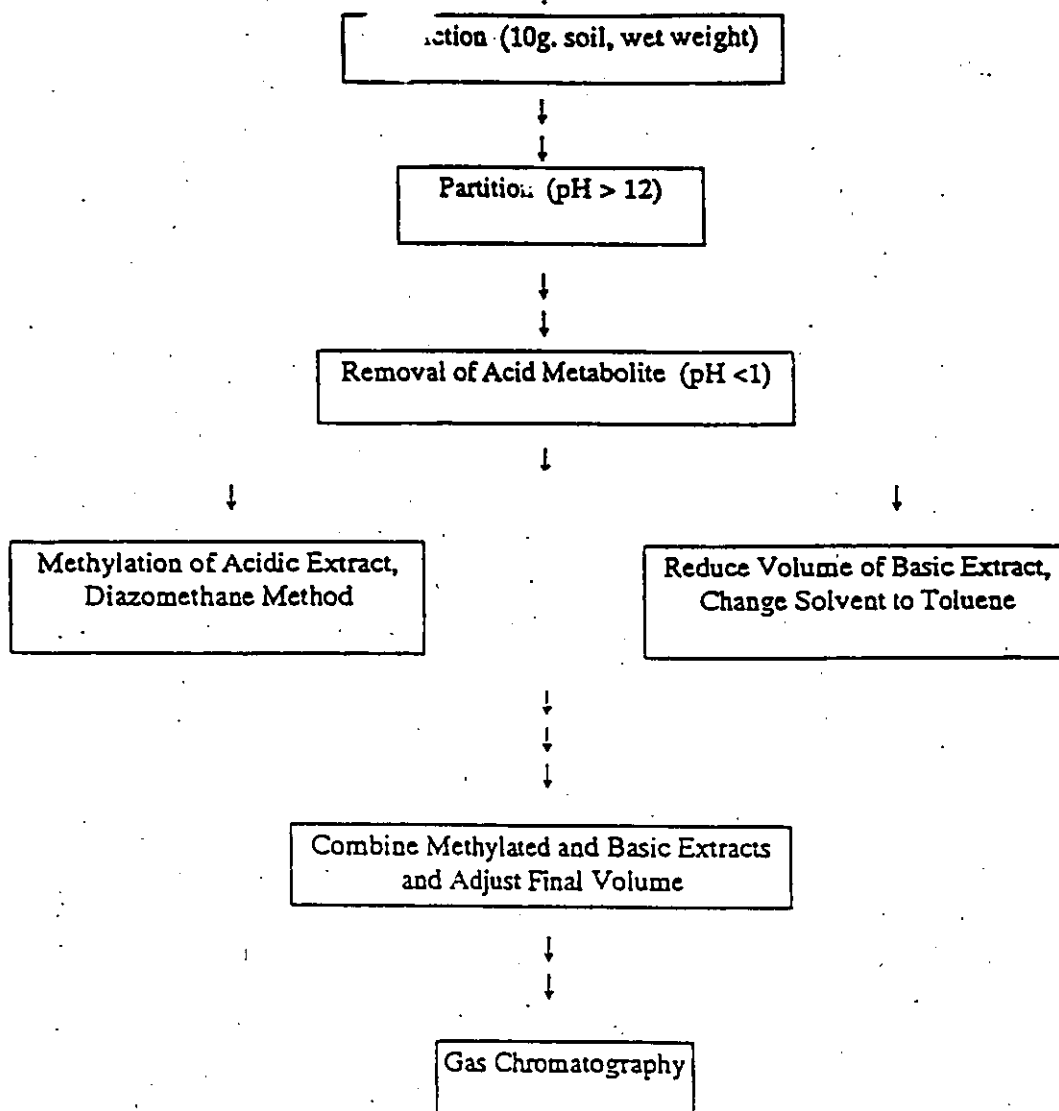 (10g. soil, wet weight)
Partition (pH > 12)
Removal of Acid Metabolite (pH <1)
Methylation of Acidic Extract,
Diazomethane Method
Reduce Volume of Basic Extract,
Change Solvent to Toluene
Combine Methylated and Basic Extracts
and Adjust Final Volume
Gas Chromatography